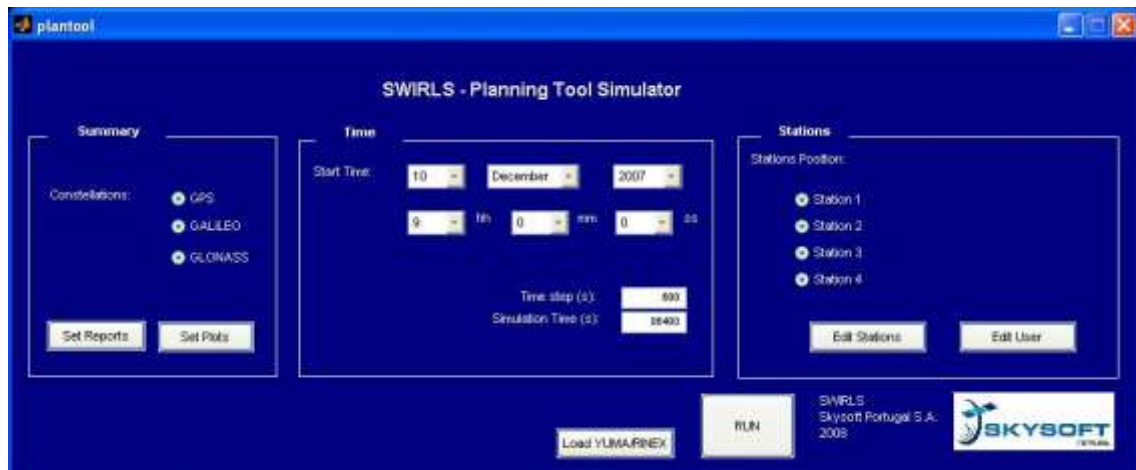 plantool
SWIRLS - Planning Tool Simulator
Summary
Constellations:
GPS
GALILEO
GLONASS
Set Reports
Set Plots
Time
Start Time:
10 December 2007
9 hh 0 mm 0 ss
Time step (s): 600
Simulation Time (s): 86400
Stations
Stations Position:
Station 1
Station 2
Station 3
Station 4
Edit Stations
Edit User
Load YUMA/RINEX
RUN
SWIRLS
Skysoft Portugal S.A.
2008
SKYSOFT